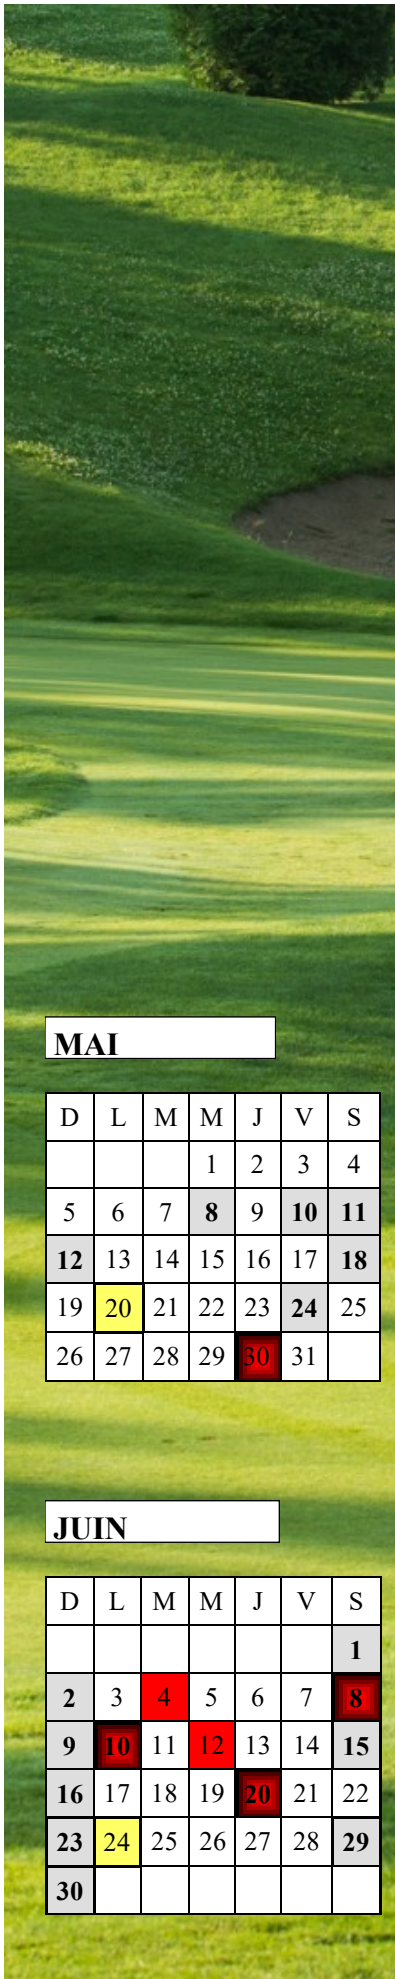 MAI
D L M M J V S
1 2 3 4
5 6 7 8 9 10 11
12 13 14 15 16 17 18
19 20 21 22 23 24 25
26 27 28 29 30 31
JUIN
D L M M J V S
1
2 3 4 5 6 7 8
9 10 11 12 13 14 15
16 17 18 19 20 21 22
23 24 25 26 27 28 29
30